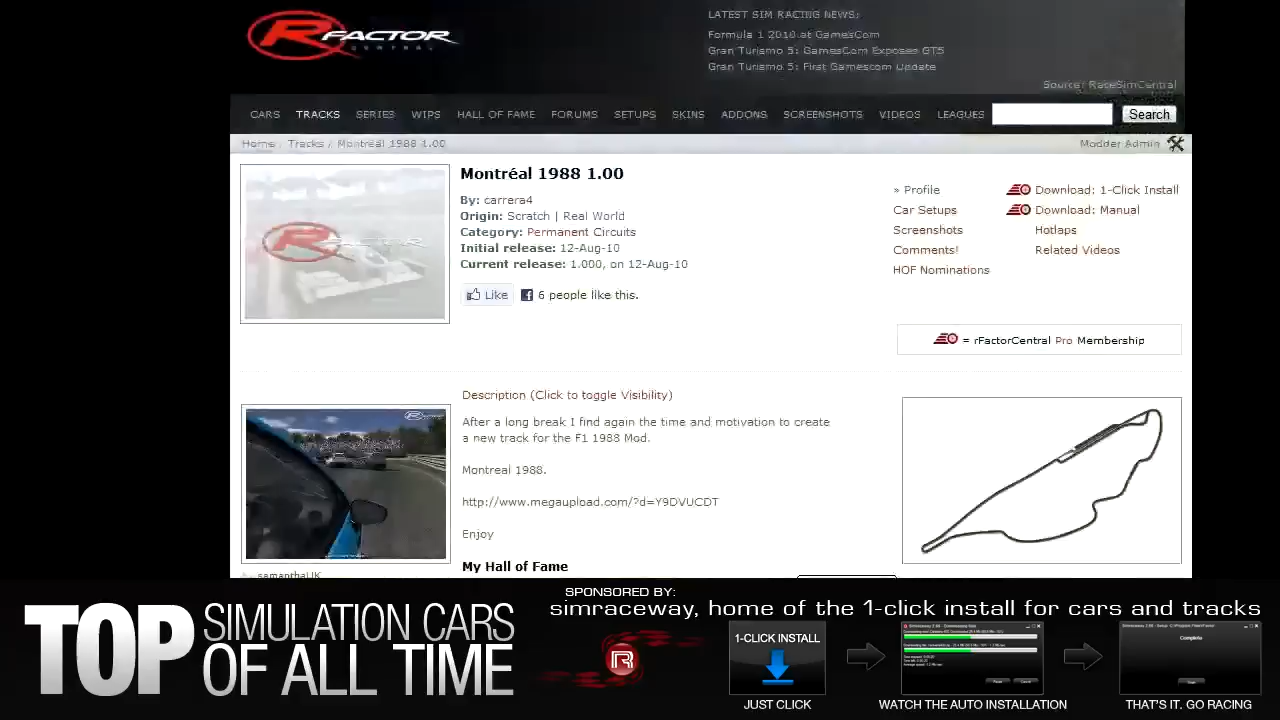 RFACTOR
CENTRAL
LATEST SIM RACING NEWS:
Formula 1 2010 at GamesCom
Gran Turismo 5: GamesCom Exposes GT5
Gran Turismo 5: First Gamescom Update
Source: RaceSimCentral
CARS TRACKS SERIES WIPS HALL OF FAME FORUMS SETUPS SKINS ADDONS SCREENSHOTS VIDEOS LEAGUES Search
Home / Tracks / Montréal 1988 1.00
Modder Admin
Montréal 1988 1.00
By: carrera4
Origin: Scratch | Real World
Category: Permanent Circuits
Initial release: 12-Aug-10
Current release: 1.000, on 12-Aug-10
Like 6 people like this.
» Profile
Car Setups
Screenshots
Comments!
HOF Nominations
Download: 1-Click Install
Download: Manual
Hotlaps
Related Videos
= rFactorCentral Pro Membership
Description (Click to toggle Visibility)
After a long break I find again the time and motivation to create
a new track for the F1 1988 Mod.
Montreal 1988.
http://www.megaupload.com/?d=Y9DVUCDT
Enjoy
My Hall of Fame
samanthaUK
TOP SIMULATION CARS
OF ALL TIME
SPONSORED BY:
simraceway, home of the 1-click install for cars and tracks
1-CLICK INSTALL
Complete
JUST CLICK
WATCH THE AUTO INSTALLATION
THAT'S IT. GO RACING